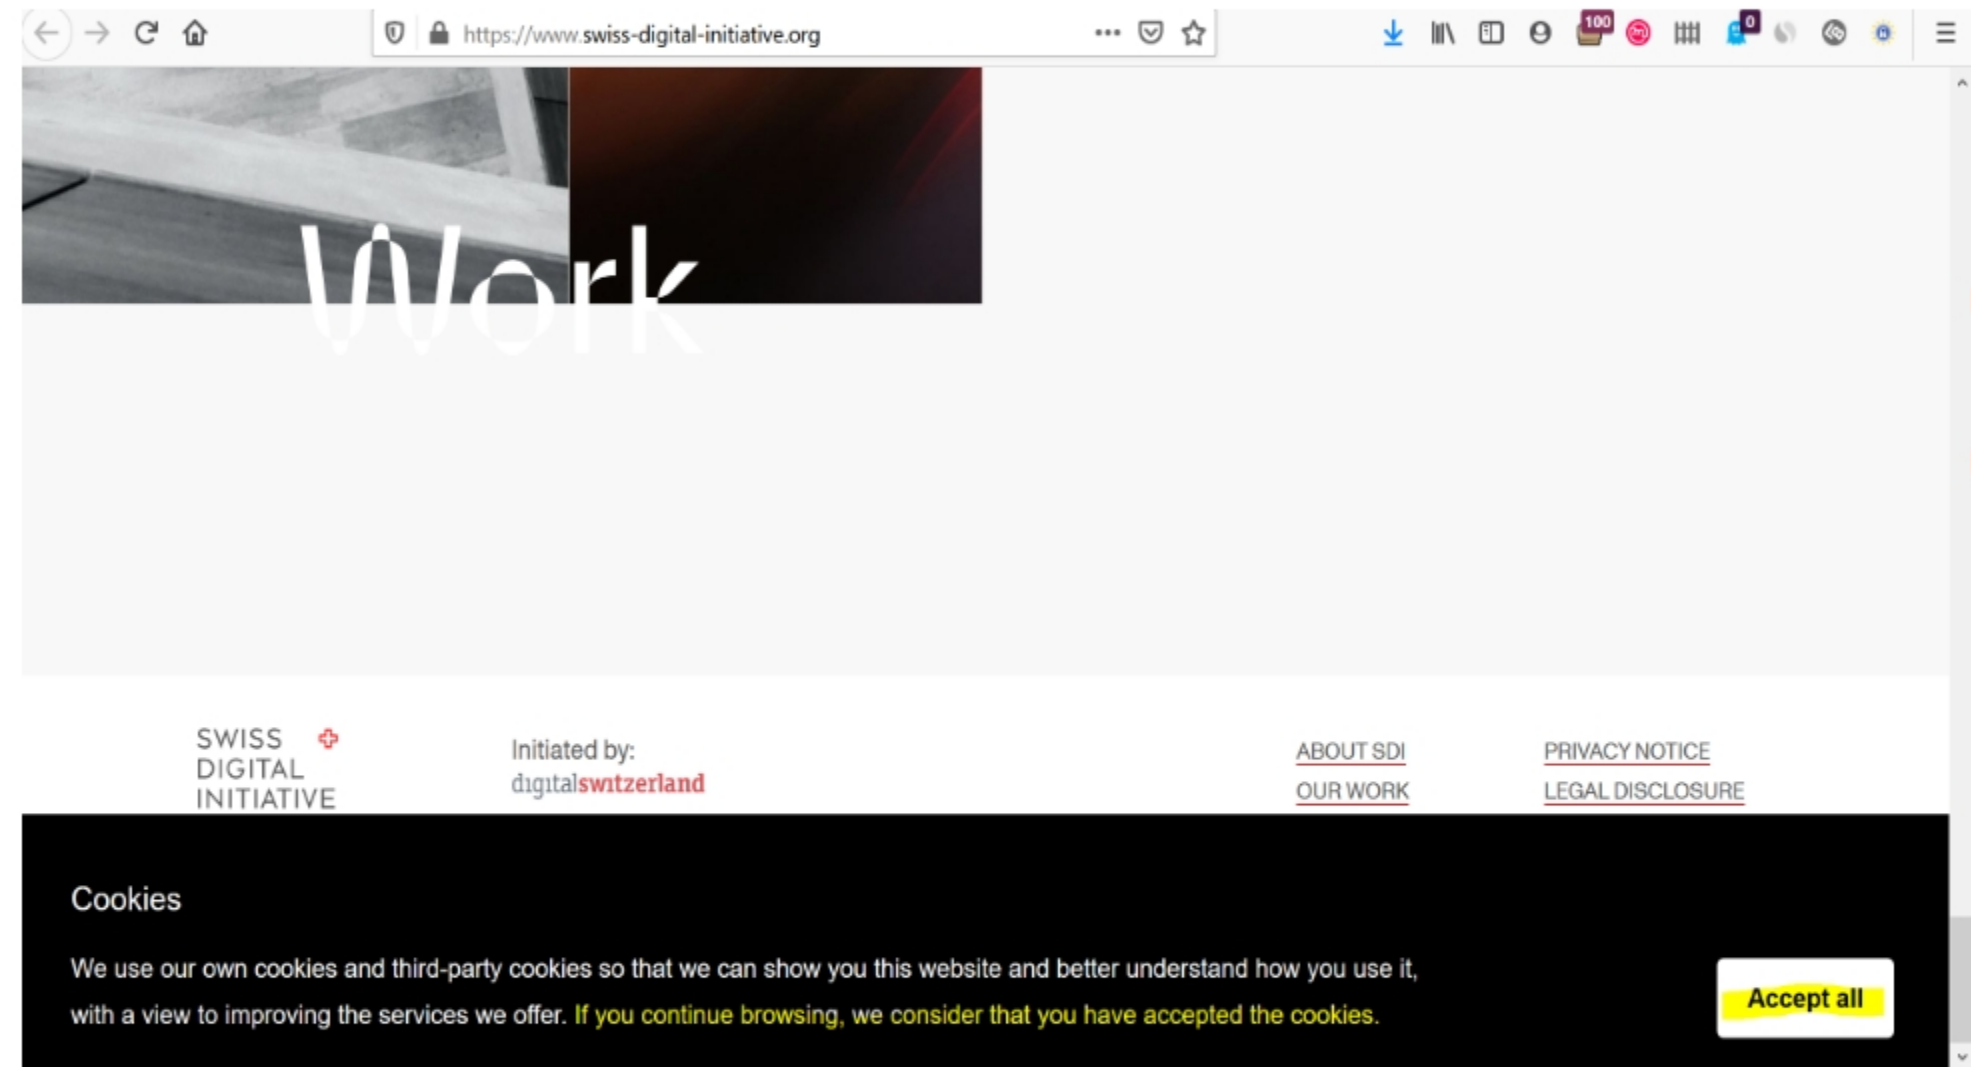 https://www.swiss-digital-initiative.org
100
0
Work
SWISS
DIGITAL
INITIATIVE
Initiated by:
digitalswitzerland
ABOUT SDI
OUR WORK
PRIVACY NOTICE
LEGAL DISCLOSURE
Cookies
We use our own cookies and third-party cookies so that we can show you this website and better understand how you use it,
with a view to improving the services we offer. If you continue browsing, we consider that you have accepted the cookies.
Accept all